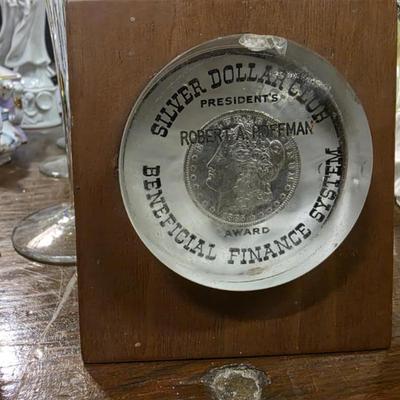 SILVER DOLLAR CLUB
PRESIDENT'S
ROBERT A. HOFFMAN
AWARD
BENEFICIAL FINANCE SYSTEM